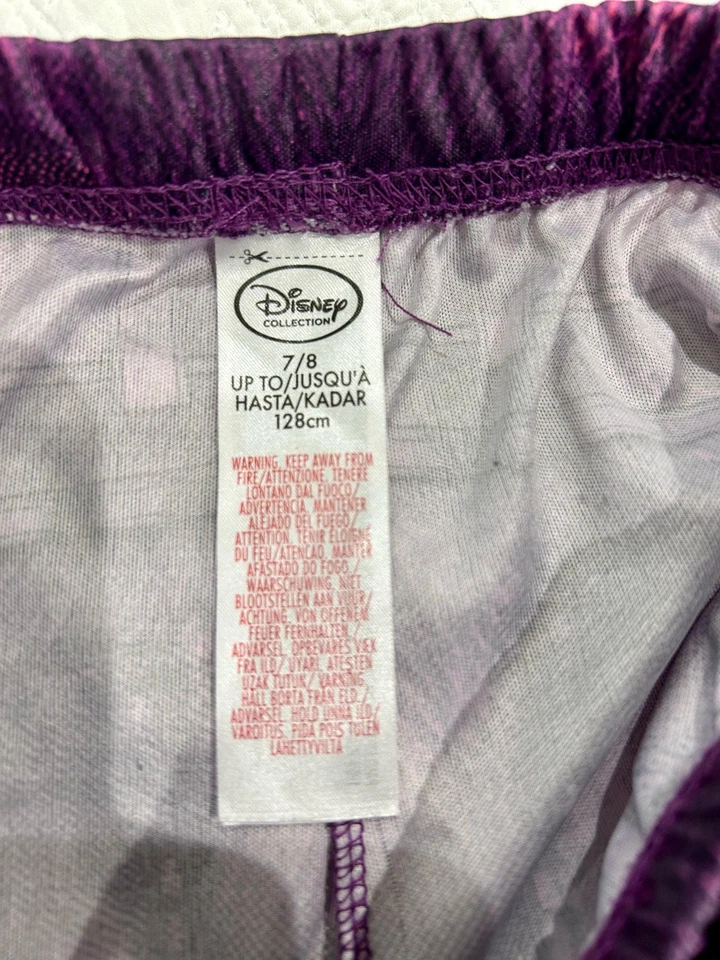 Disney
COLLECTION
7/8
UP TO/JUSQU'À
HASTA/KADAR
128cm
WARNING. KEEP AWAY FROM
FIRE/ATTENZIONE. TENERE
LONTANO DAL FUOCO/
ADVERTENCIA. MANTENER
ALEJADO DEL FUEGO/
ATTENTION. TENIR ÉLOIGNÉ
DU FEU/ATENCAO. MANTER
AFASTADO DO FOGO/
WAARSCHUWING. NIET
BLOOTSTELLEN AAN VUUR/
ACHTUNG. VON OFFENEM
FEUER FERNHALTEN/
ADVARSEL. OPBEVARES VÆK
FRA ILD/ UYARI. ATEŞTEN
UZAK TUTUN/ VARNING.
HÅLL BORTA FRÅN ELD./
ADVARSEL. HOLD UNNA ILD/
VAROITUS. PIDÄ POIS TULEN
LÄHETTYVILTÄ